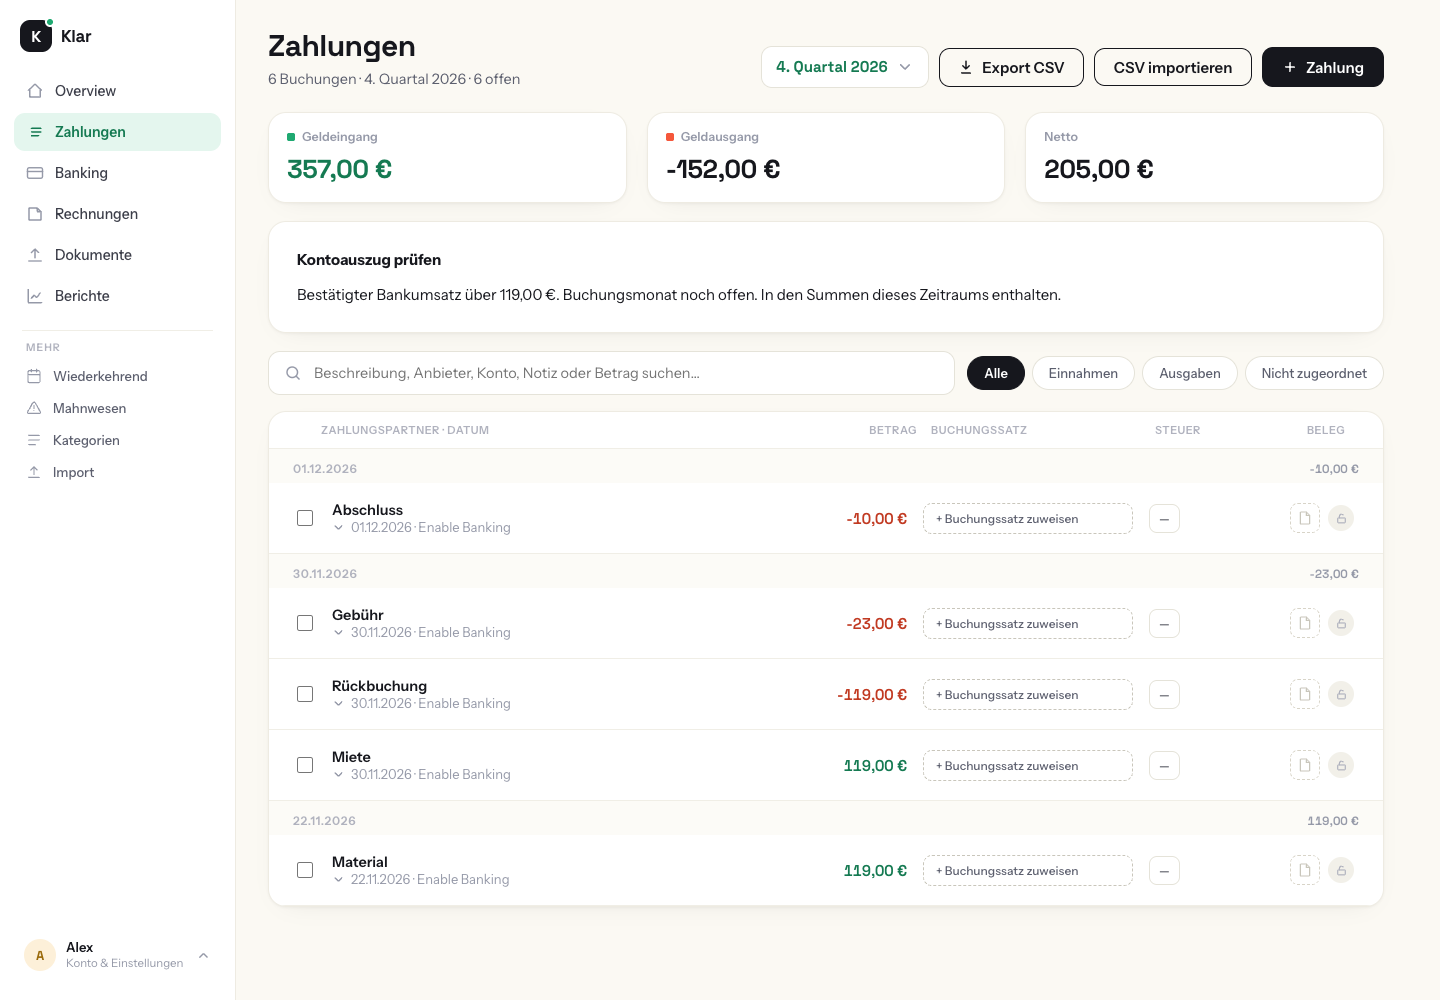 K Klar
Overview
Zahlungen
Banking
Rechnungen
Dokumente
Berichte
MEHR
Wiederkehrend
Mahnwesen
Kategorien
Import
A
Alex
Konto & Einstellungen
Zahlungen
6 Buchungen · 4. Quartal 2026 · 6 offen
4. Quartal 2026
Export CSV
CSV importieren
+ Zahlung
Geldeingang
357,00 €
Geldausgang
-152,00 €
Netto
205,00 €
Kontoauszug prüfen
Bestätigter Bankumsatz über 119,00 €. Buchungsmonat noch offen. In den Summen dieses Zeitraums enthalten.
Beschreibung, Anbieter, Konto, Notiz oder Betrag suchen...
Alle
Einnahmen
Ausgaben
Nicht zugeordnet
ZAHLUNGSPARTNER · DATUM BETRAG BUCHUNGSSATZ STEUER BELEG
01.12.2026 -10,00 €
Abschluss
01.12.2026 · Enable Banking
-10,00 €
+ Buchungssatz zuweisen
—
30.11.2026 -23,00 €
Gebühr
30.11.2026 · Enable Banking
-23,00 €
+ Buchungssatz zuweisen
—
Rückbuchung
30.11.2026 · Enable Banking
-119,00 €
+ Buchungssatz zuweisen
—
Miete
30.11.2026 · Enable Banking
119,00 €
+ Buchungssatz zuweisen
—
22.11.2026 119,00 €
Material
22.11.2026 · Enable Banking
119,00 €
+ Buchungssatz zuweisen
—